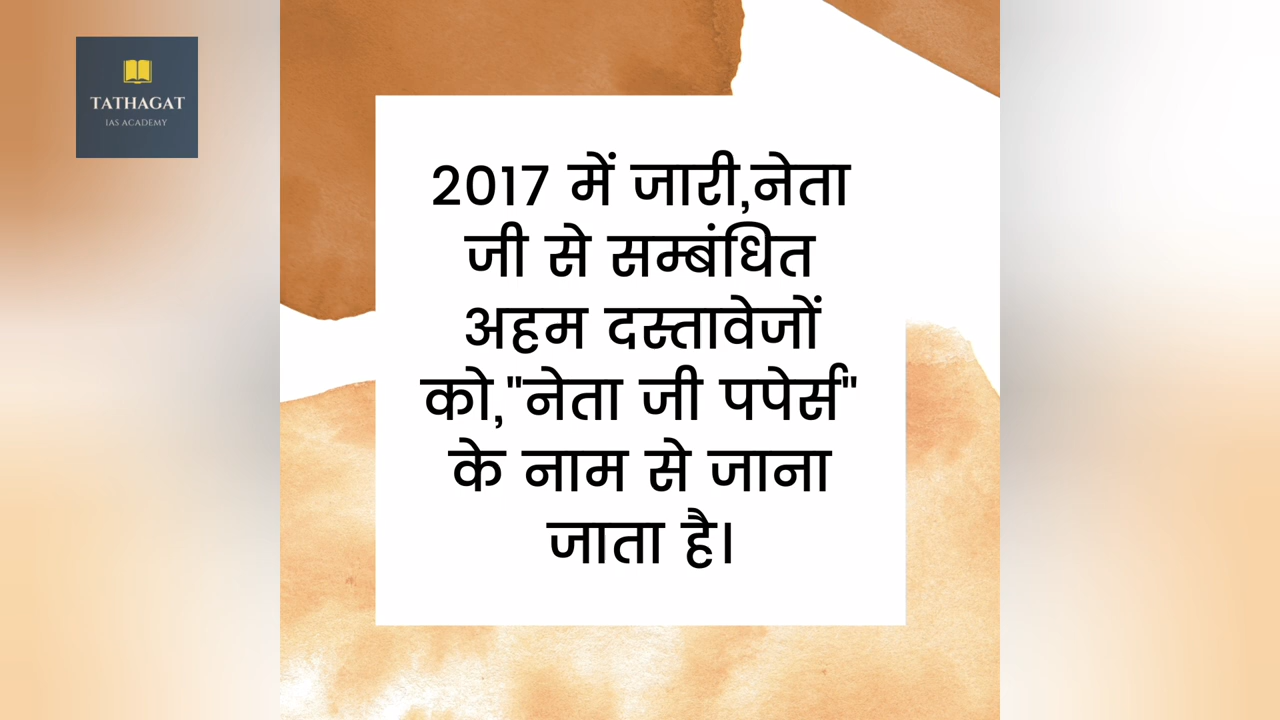 TATHAGAT
IAS ACADEMY
2017 में जारी,नेता
जी से सम्बंधित
अहम दस्तावेजों
को,"नेता जी पपेर्स"
के नाम से जाना
जाता है।